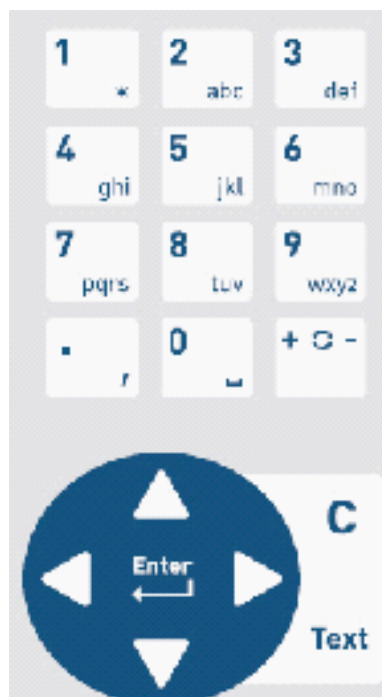 1 2 3
* abc def
4 5 6
ghi jkl mno
7 8 9
pqrs tuv wxyz
. 0 + -
, ␣
C
Enter
Text